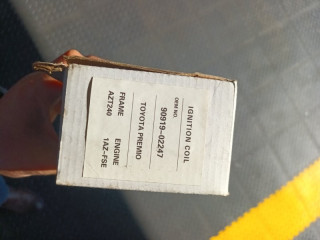 IGNITION COIL
OEM NO.
90919-02247
TOYOTA PREMIO
FRAME ENGINE
AZT240 1AZ-FSE